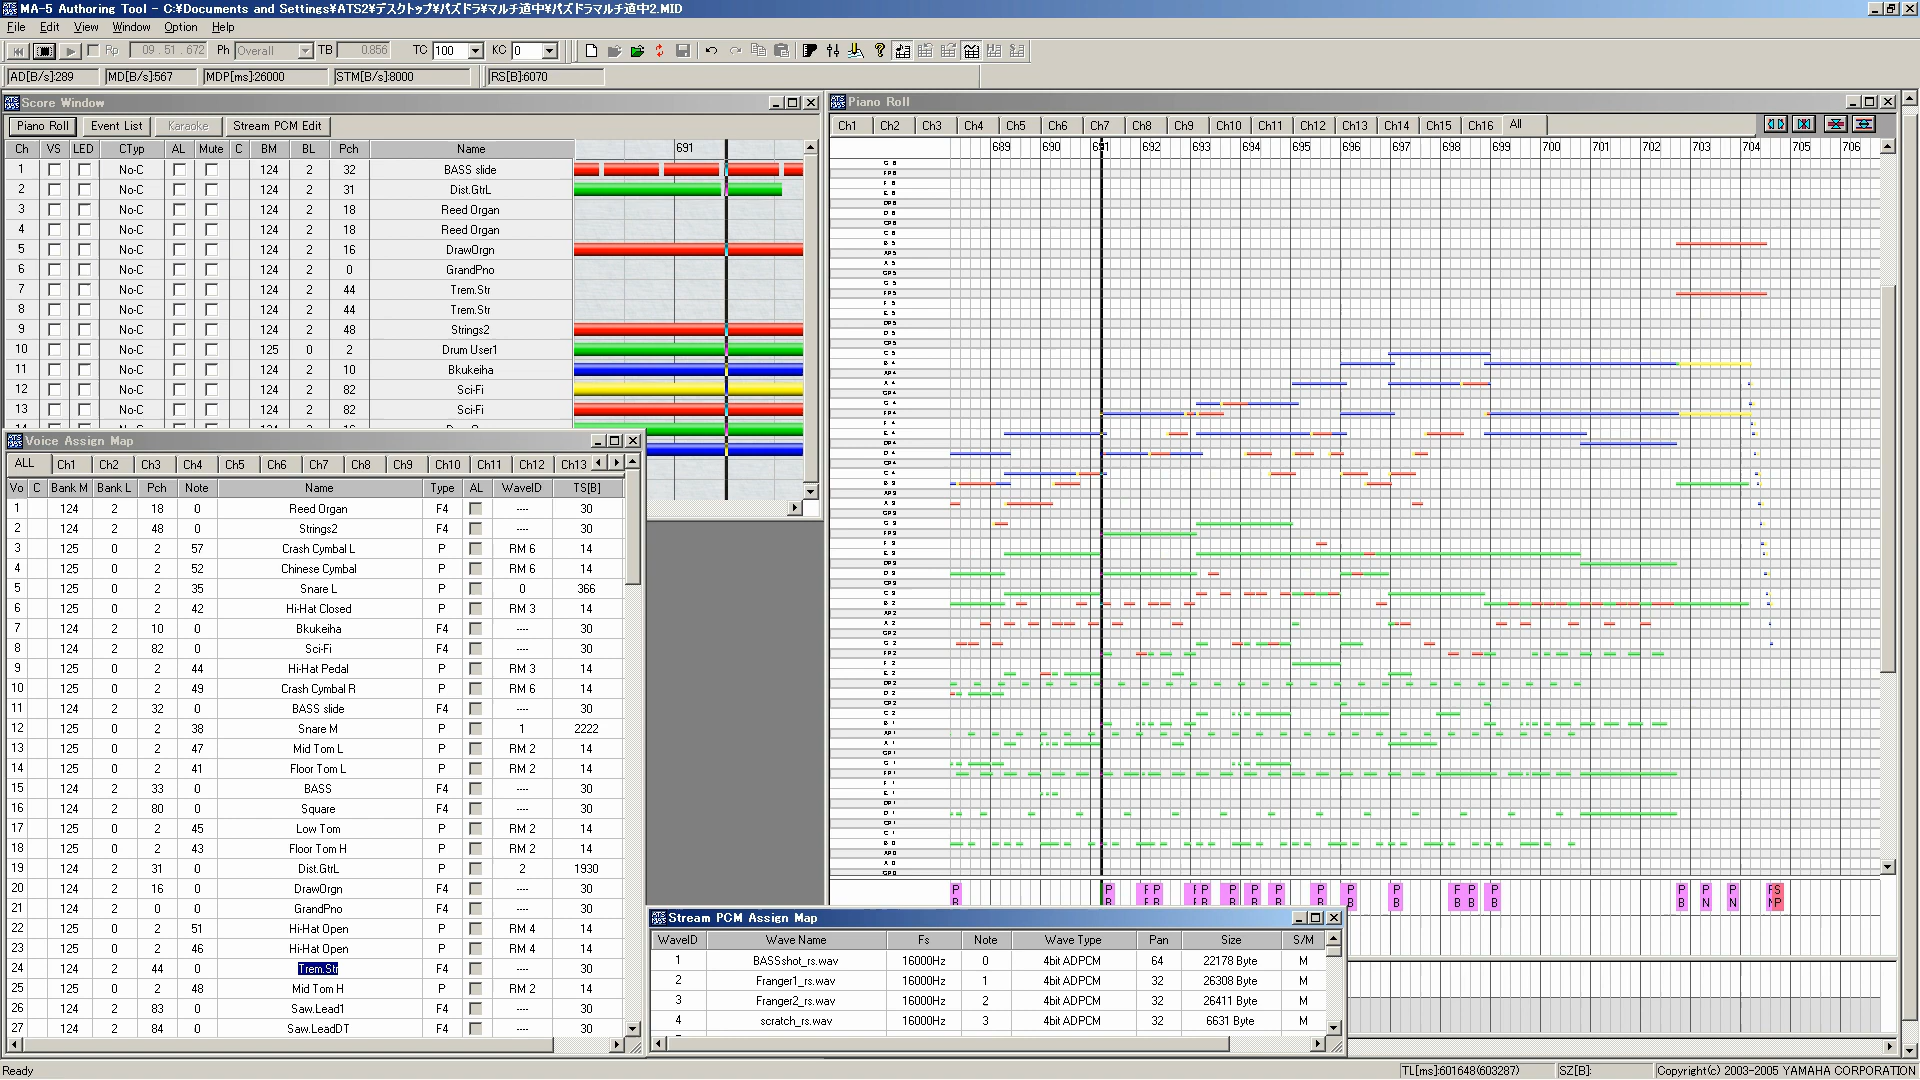 MA-5 Authoring Tool - C:¥Documents and Settings¥ATS2¥デスクトップ¥パズドラ¥マルチ道中¥パズドラマルチ道中2.MID
File Edit View Window Option Help
Rp 09 . 51 . 672 Ph Overall TB 0.856 TC 100 KC 0
AD[B/s]:289 MD[B/s]:567 MDP[ms]:26000 STM[B/s]:8000 RS[B]:6070
Score Window
Piano Roll Event List Karaoke Stream PCM Edit
Ch VS LED CTyp AL Mute C BM BL Pch Name 691
1 No-C 124 2 32 BASS slide
2 No-C 124 2 31 Dist.GtrL
3 No-C 124 2 18 Reed Organ
4 No-C 124 2 18 Reed Organ
5 No-C 124 2 16 DrawOrgn
6 No-C 124 2 0 GrandPno
7 No-C 124 2 44 Trem.Str
8 No-C 124 2 44 Trem.Str
9 No-C 124 2 48 Strings2
10 No-C 125 0 2 Drum User1
11 No-C 124 2 10 Bkukeiha
12 No-C 124 2 82 Sci-Fi
13 No-C 124 2 82 Sci-Fi
Voice Assign Map
ALL Ch1 Ch2 Ch3 Ch4 Ch5 Ch6 Ch7 Ch8 Ch9 Ch10 Ch11 Ch12 Ch13
Vo C Bank M Bank L Pch Note Name Type AL WaveID TS[B]
1 124 2 18 0 Reed Organ F4 ---- 30
2 124 2 48 0 Strings2 F4 ---- 30
3 125 0 2 57 Crash Cymbal L P RM 6 14
4 125 0 2 52 Chinese Cymbal P RM 6 14
5 125 0 2 35 Snare L P 0 366
6 125 0 2 42 Hi-Hat Closed P RM 3 14
7 124 2 10 0 Bkukeiha F4 ---- 30
8 124 2 82 0 Sci-Fi F4 ---- 30
9 125 0 2 44 Hi-Hat Pedal P RM 3 14
10 125 0 2 49 Crash Cymbal R P RM 6 14
11 124 2 32 0 BASS slide F4 ---- 30
12 125 0 2 38 Snare M P 1 2222
13 125 0 2 47 Mid Tom L P RM 2 14
14 125 0 2 41 Floor Tom L P RM 2 14
15 124 2 33 0 BASS F4 ---- 30
16 124 2 80 0 Square F4 ---- 30
17 125 0 2 45 Low Tom P RM 2 14
18 125 0 2 43 Floor Tom H P RM 2 14
19 124 2 31 0 Dist.GtrL P 2 1930
20 124 2 16 0 DrawOrgn F4 ---- 30
21 124 2 0 0 GrandPno F4 ---- 30
22 125 0 2 51 Hi-Hat Open P RM 4 14
23 125 0 2 46 Hi-Hat Open P RM 4 14
24 124 2 44 0 Trem.Str F4 ---- 30
25 125 0 2 48 Mid Tom H P RM 2 14
26 124 2 83 0 Saw.Lead1 F4 ---- 30
27 124 2 84 0 Saw.LeadDT F4 ---- 30
Piano Roll
Ch1 Ch2 Ch3 Ch4 Ch5 Ch6 Ch7 Ch8 Ch9 Ch10 Ch11 Ch12 Ch13 Ch14 Ch15 Ch16 All
689 690 691 692 693 694 695 696 697 698 699 700 701 702 703 704 705 706
Stream PCM Assign Map
WaveID Wave Name Fs Note Wave Type Pan Size S/M
1 BASSshot_rs.wav 16000Hz 0 4bit ADPCM 64 22178 Byte M
2 Franger1_rs.wav 16000Hz 1 4bit ADPCM 32 26308 Byte M
3 Franger2_rs.wav 16000Hz 2 4bit ADPCM 32 26411 Byte M
4 scratch_rs.wav 16000Hz 3 4bit ADPCM 32 6631 Byte M
Ready TL[ms]:601648(603287) SZ[B]: Copyright(c) 2003-2005 YAMAHA CORPORATION